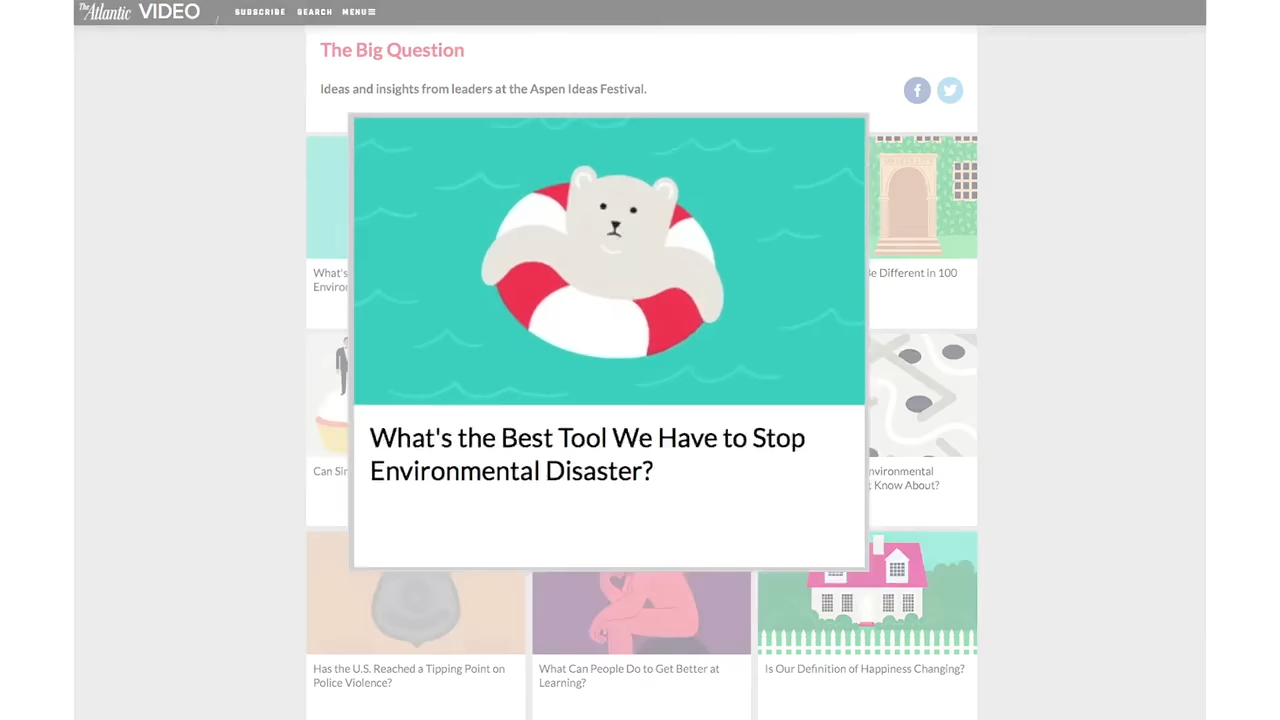 The Atlantic VIDEO SUBSCRIBE SEARCH MENU
The Big Question
Ideas and insights from leaders at the Aspen Ideas Festival.
What's the Best Tool We Have to Stop
Environmental Disaster?
What's
Be Different in 100
Can
Know About?
Has the U.S. Reached a Tipping Point on
Police Violence?
What Can People Do to Get Better at
Learning?
Is Our Definition of Happiness Changing?